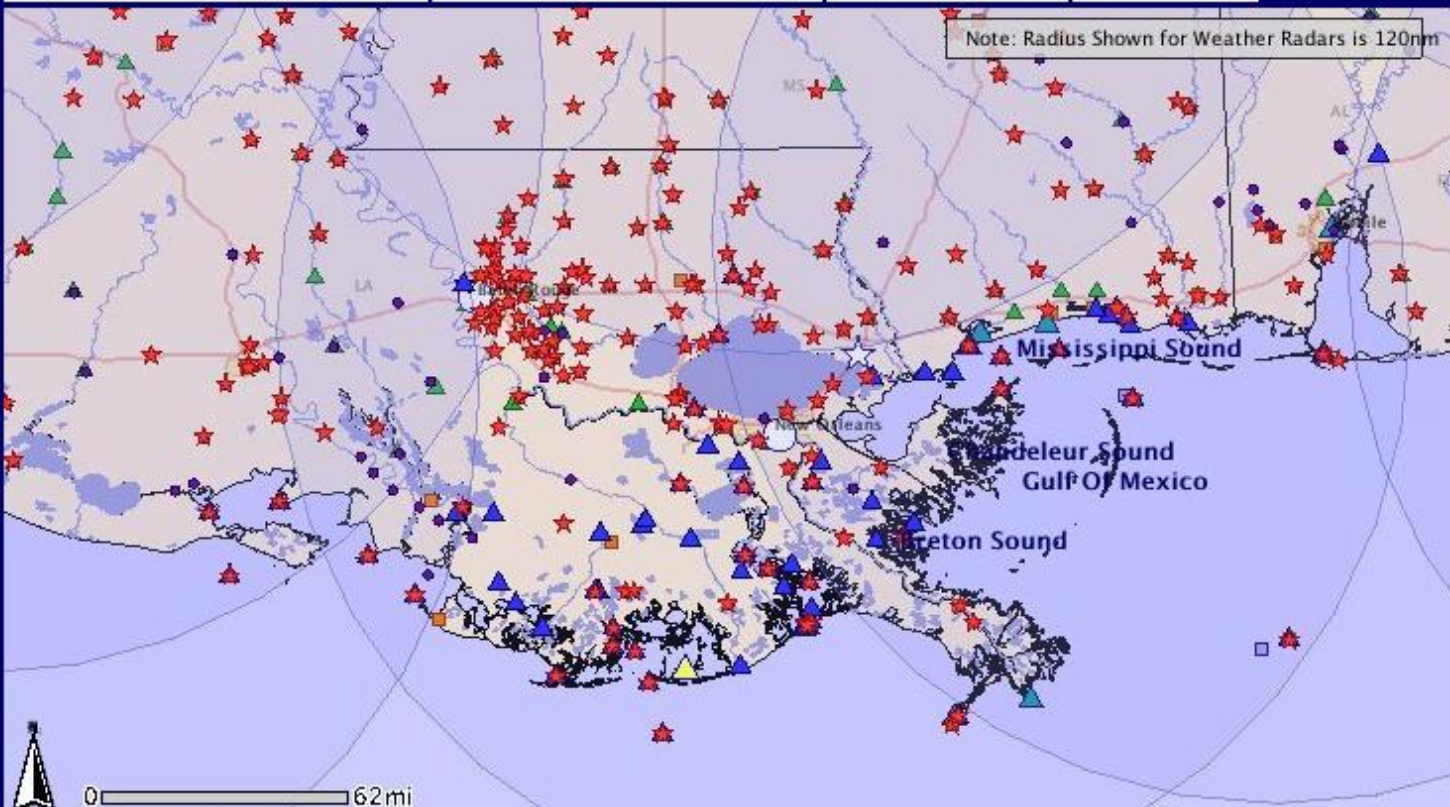 Note: Radius Shown for Weather Radars is 120nm
MS
AL
LA
Mississippi Sound
New Orleans
Chandeleur Sound
Gulf Of Mexico
Breton Sound
0 62mi